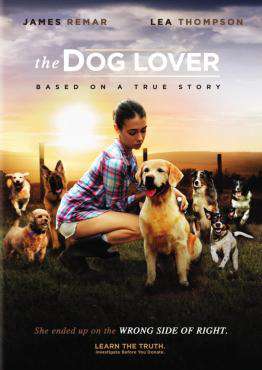 JAMES REMAR LEA THOMPSON
the DOG LOVER
BASED ON A TRUE STORY
She ended up on the WRONG SIDE OF RIGHT.
LEARN THE TRUTH.
Investigate Before You Donate.